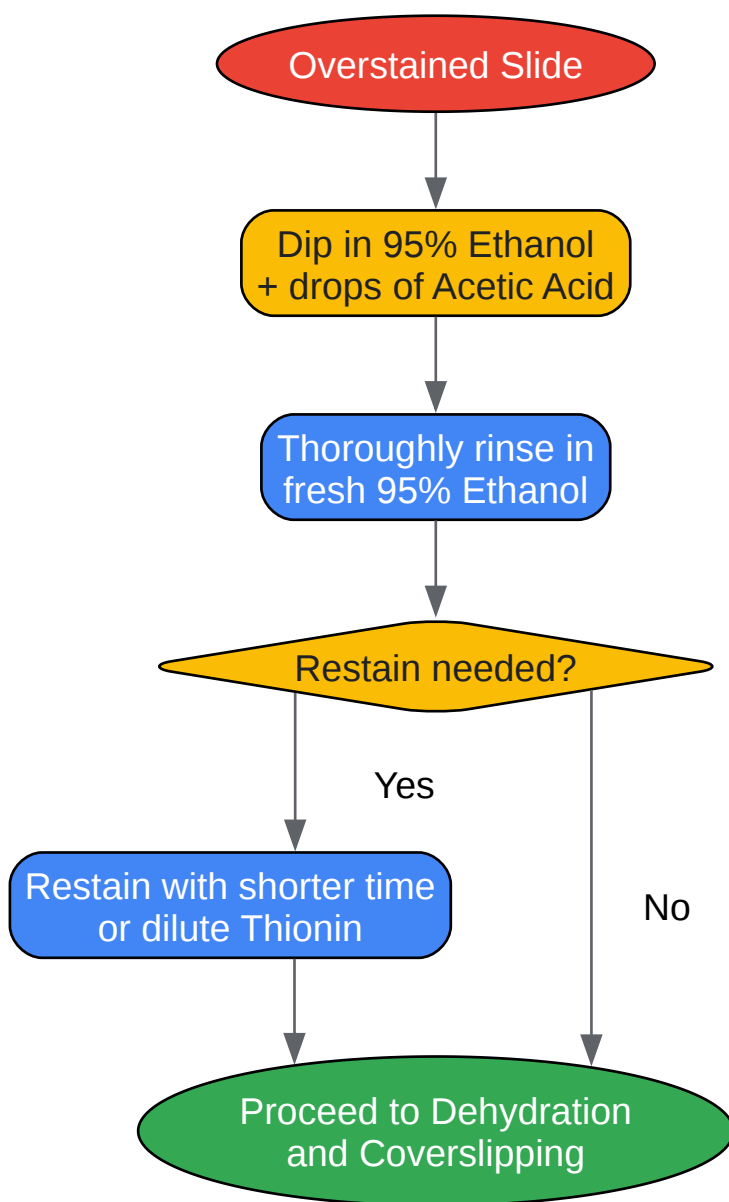 Overstained Slide
Dip in 95% Ethanol
+ drops of Acetic Acid
Thoroughly rinse in
fresh 95% Ethanol
Restain needed?
Yes
Restain with shorter time
or dilute Thionin
No
Proceed to Dehydration
and Coverslipping